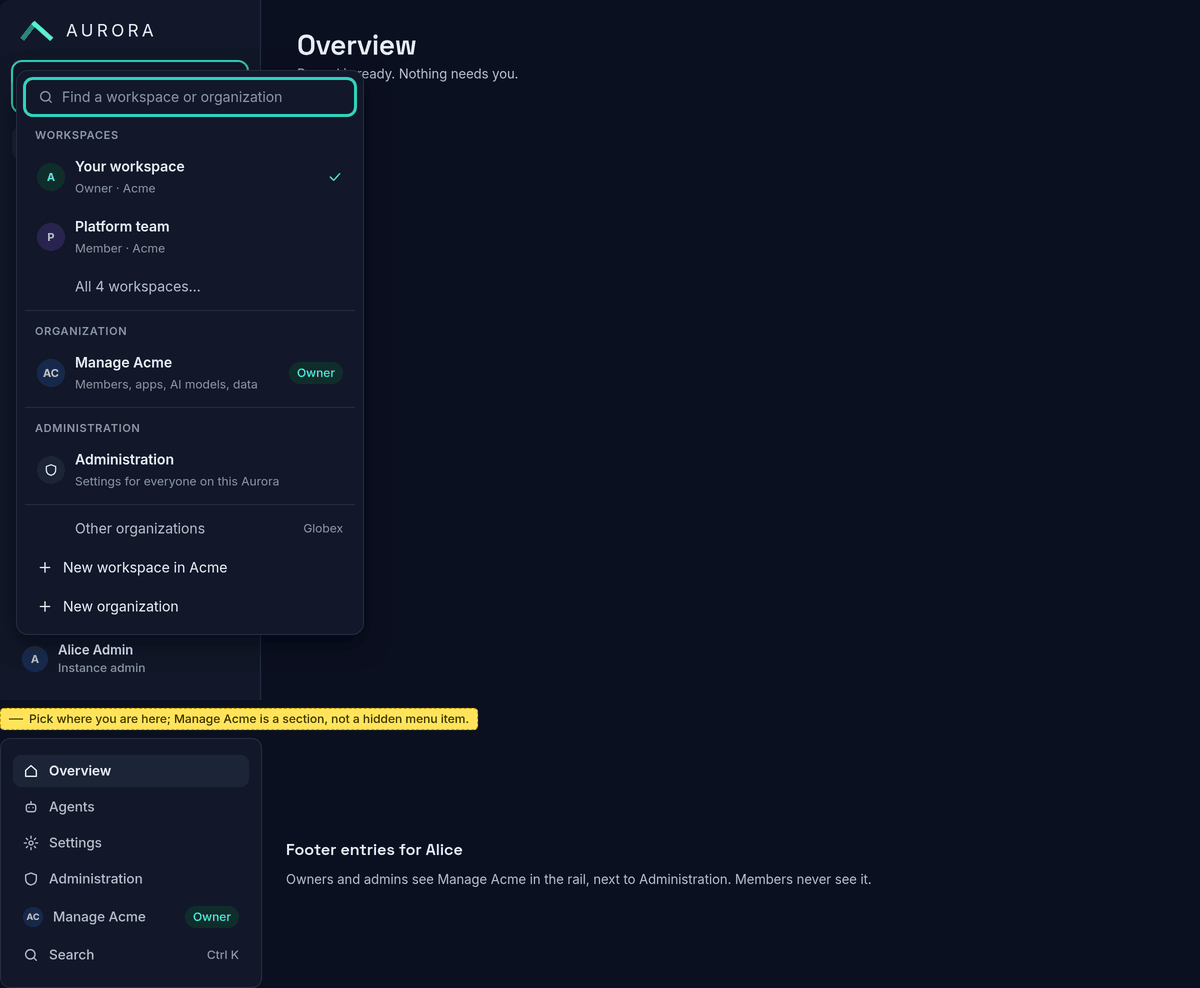 AURORA
Overview
ready. Nothing needs you.
Find a workspace or organization
WORKSPACES
A
Your workspace
Owner · Acme
P
Platform team
Member · Acme
All 4 workspaces...
ORGANIZATION
AC
Manage Acme
Members, apps, AI models, data
Owner
ADMINISTRATION
Administration
Settings for everyone on this Aurora
Other organizations
Globex
New workspace in Acme
New organization
A
Alice Admin
Instance admin
— Pick where you are here; Manage Acme is a section, not a hidden menu item.
Overview
Agents
Settings
Administration
AC
Manage Acme
Owner
Search
Ctrl K
Footer entries for Alice
Owners and admins see Manage Acme in the rail, next to Administration. Members never see it.